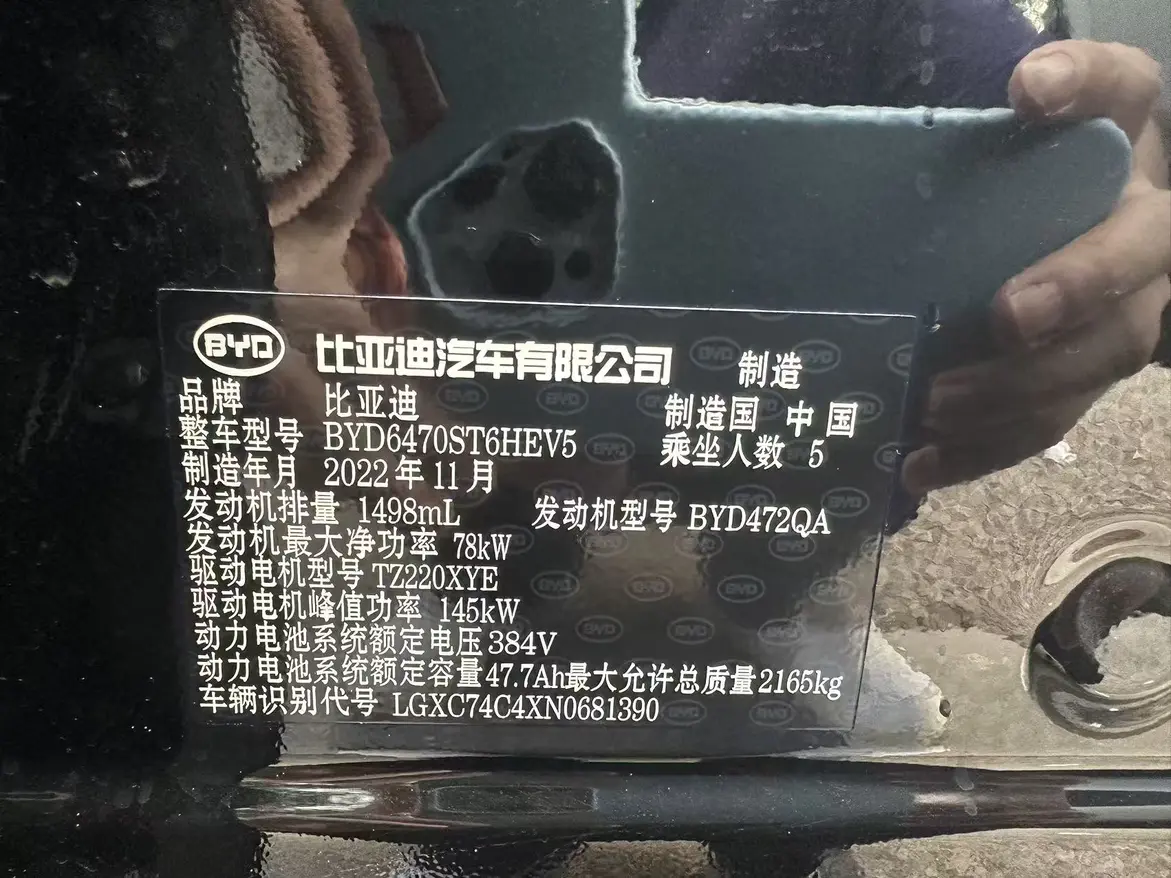 BYD 比亚迪汽车有限公司 制造
品牌 比亚迪 制造国 中国
整车型号 BYD6470ST6HEV5 乘坐人数 5
制造年月 2022年11月
发动机排量 1498mL 发动机型号 BYD472QA
发动机最大净功率 78kW
驱动电机型号 TZ220XYE
驱动电机峰值功率 145kW
动力电池系统额定电压 384V
动力电池系统额定容量 47.7Ah 最大允许总质量 2165kg
车辆识别代号 LGXC74C4XN0681390